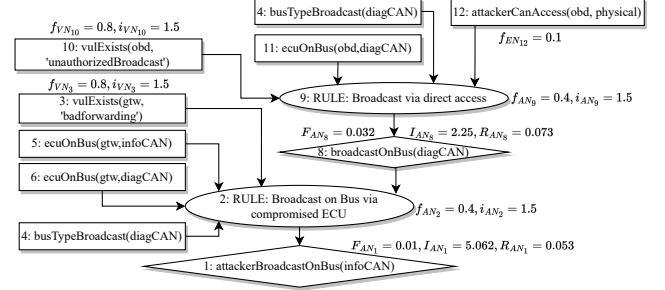 4: busTypeBroadcast(diagCAN)
12: attackerCanAccess(obd, physical)
f_{VN_{10}} = 0.8, i_{VN_{10}} = 1.5
10: vulExists(obd,
'unauthorizedBroadcast')
11: ecuOnBus(obd,diagCAN)
f_{EN_{12}} = 0.1
f_{VN_3} = 0.8, i_{VN_3} = 1.5
3: vulExists(gtw,
'badforwarding')
9: RULE: Broadcast via direct access
f_{AN_9} = 0.4, i_{AN_9} = 1.5
F_{AN_8} = 0.032
I_{AN_8} = 2.25, R_{AN_8} = 0.073
5: ecuOnBus(gtw,infoCAN)
8: broadcastOnBus(diagCAN)
6: ecuOnBus(gtw,diagCAN)
2: RULE: Broadcast on Bus via
compromised ECU
f_{AN_2} = 0.4, i_{AN_2} = 1.5
4: busTypeBroadcast(diagCAN)
F_{AN_1} = 0.01, I_{AN_1} = 5.062, R_{AN_1} = 0.053
1: attackerBroadcastOnBus(infoCAN)